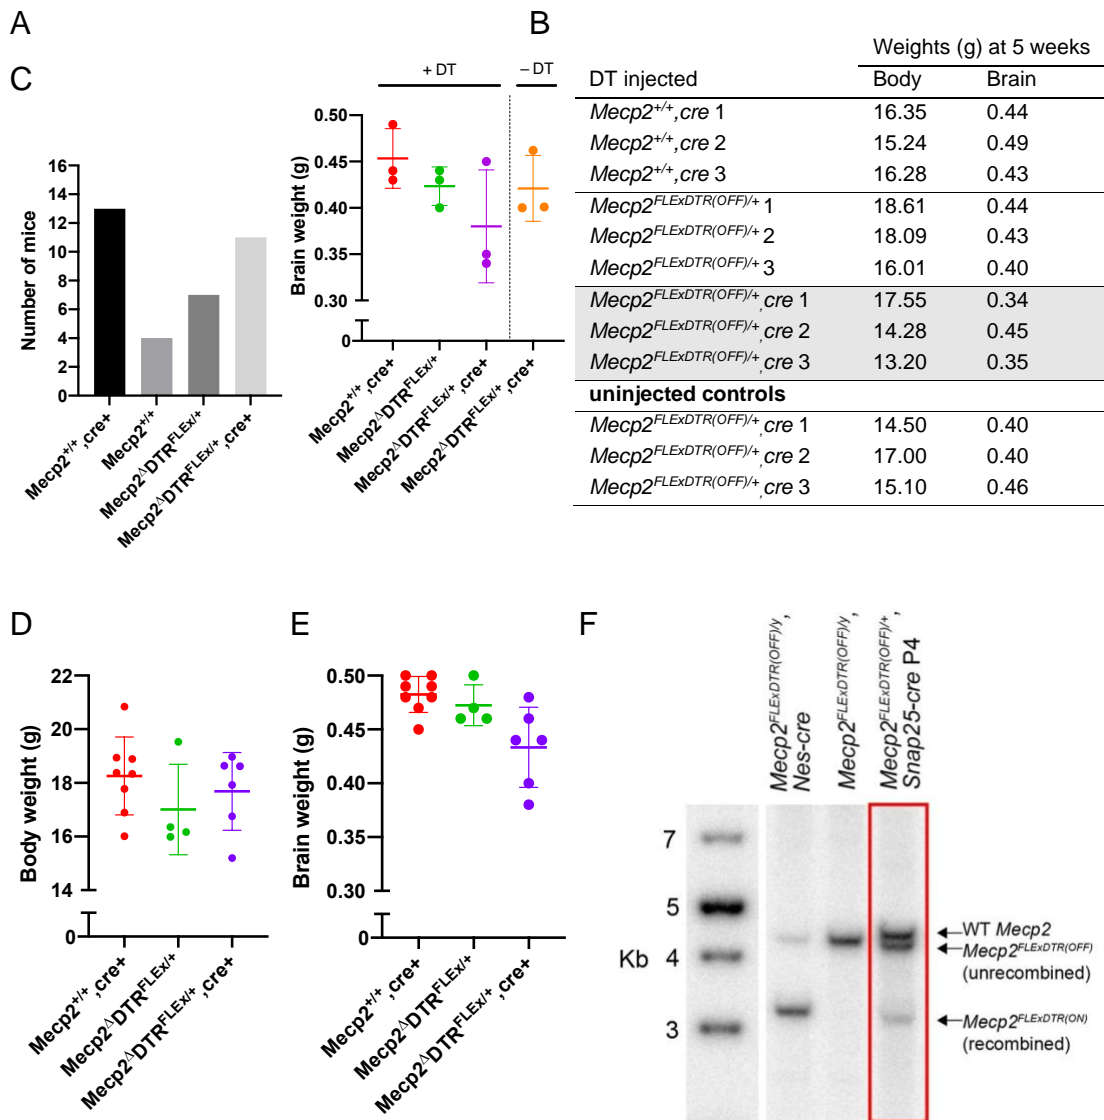 A
B
C
+ DT
– DT
Brain weight (g)
0.50
0.45
0.40
0.35
0.30
0
Mecp2+/+,cre+
Mecp2ΔDTRFLEx/+
Mecp2ΔDTRFLEx/+,cre+
Mecp2ΔDTRFLEx/+,cre+
Number of mice
16
14
12
10
8
6
4
2
0
Mecp2+/+,cre+
Mecp2+/+
Mecp2ΔDTRFLEx/+
Mecp2ΔDTRFLEx/+,cre+
Weights (g) at 5 weeks
DT injected Body Brain
Mecp2+/+,cre 1 16.35 0.44
Mecp2+/+,cre 2 15.24 0.49
Mecp2+/+,cre 3 16.28 0.43
Mecp2FLExDTR(OFF)/+ 1 18.61 0.44
Mecp2FLExDTR(OFF)/+ 2 18.09 0.43
Mecp2FLExDTR(OFF)/+ 3 16.01 0.40
Mecp2FLExDTR(OFF)/+,cre 1 17.55 0.34
Mecp2FLExDTR(OFF)/+,cre 2 14.28 0.45
Mecp2FLExDTR(OFF)/+,cre 3 13.20 0.35
uninjected controls
Mecp2FLExDTR(OFF)/+,cre 1 14.50 0.40
Mecp2FLExDTR(OFF)/+,cre 2 17.00 0.40
Mecp2FLExDTR(OFF)/+,cre 3 15.10 0.46
D
Body weight (g)
22
20
18
16
14
0
Mecp2+/+,cre+
Mecp2ΔDTRFLEx/+
Mecp2ΔDTRFLEx/+,cre+
E
Brain weight (g)
0.50
0.45
0.40
0.35
0.30
0
Mecp2+/+,cre+
Mecp2ΔDTRFLEx/+
Mecp2ΔDTRFLEx/+,cre+
F
Mecp2FLExDTR(OFF)/y,
Nes-cre
Mecp2FLExDTR(OFF)/y
Mecp2FLExDTR(OFF)/+,
Snap25-cre P4
7
5
Kb 4
3
WT Mecp2
Mecp2FLExDTR(OFF)
(unrecombined)
Mecp2FLExDTR(ON)
(recombined)